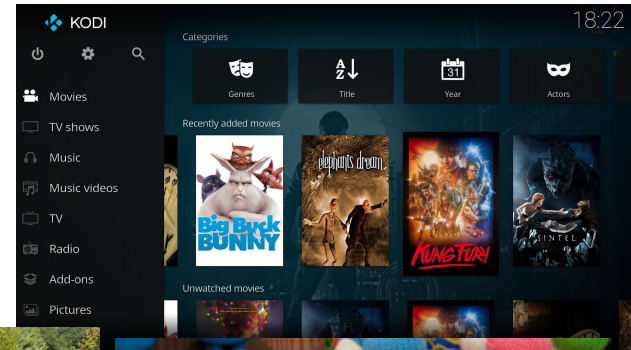 KODI
18:22
Movies
TV shows
Music
Music videos
TV
Radio
Add-ons
Pictures
Categories
Genres
A
Z
Title
31
Year
Actors
Recently added movies
Big Buck
BUNNY
elephants dream
KUNG FURY
SINTEL
Unwatched movies